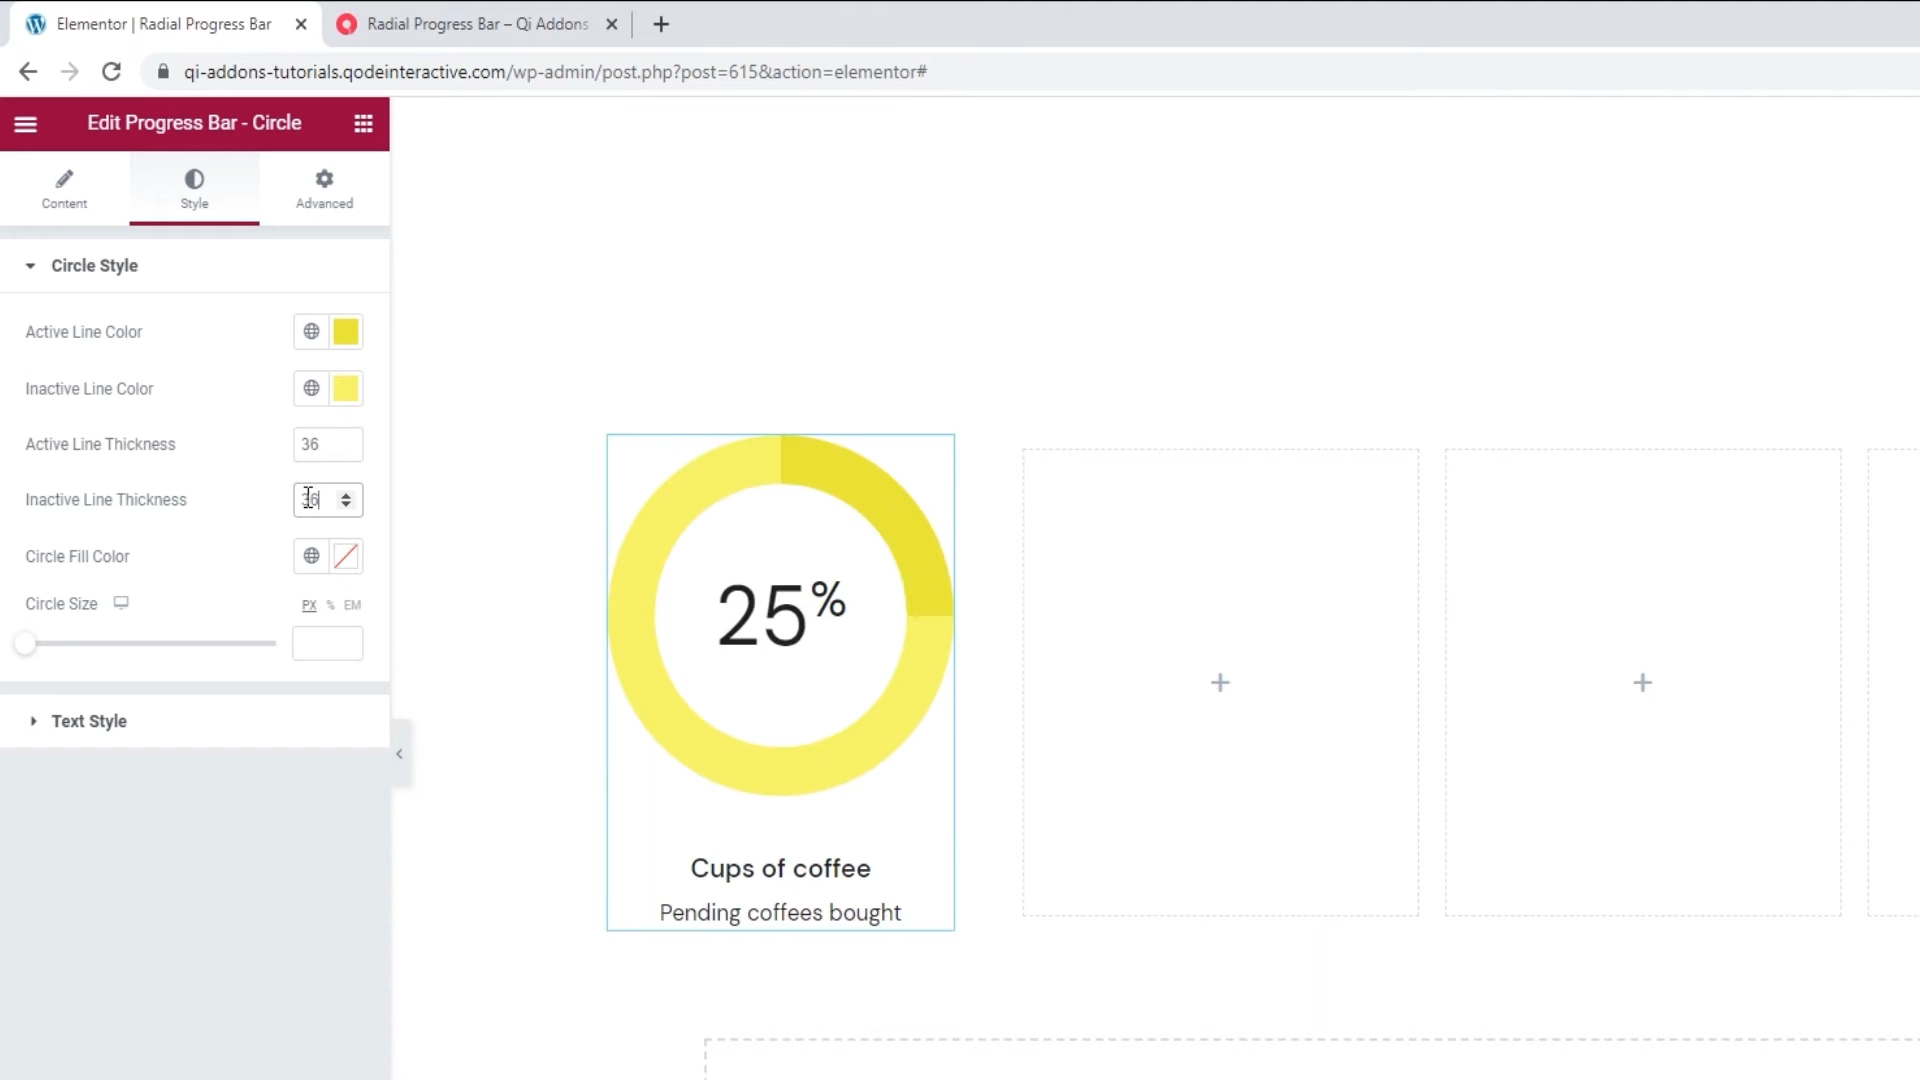 Elementor | Radial Progress Bar
Radial Progress Bar – Qi Addons
qi-addons-tutorials.qodeinteractive.com/wp-admin/post.php?post=615&action=elementor#
Edit Progress Bar - Circle
Content
Style
Advanced
Circle Style
Active Line Color
Inactive Line Color
Active Line Thickness
36
Inactive Line Thickness
36
Circle Fill Color
Circle Size
PX % EM
Text Style
25%
Cups of coffee
Pending coffees bought